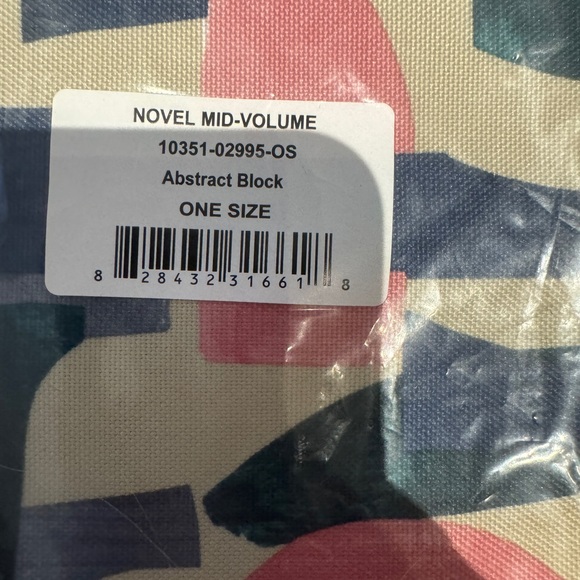 NOVEL MID-VOLUME
10351-02995-OS
Abstract Block
ONE SIZE
8 28432 31661 8